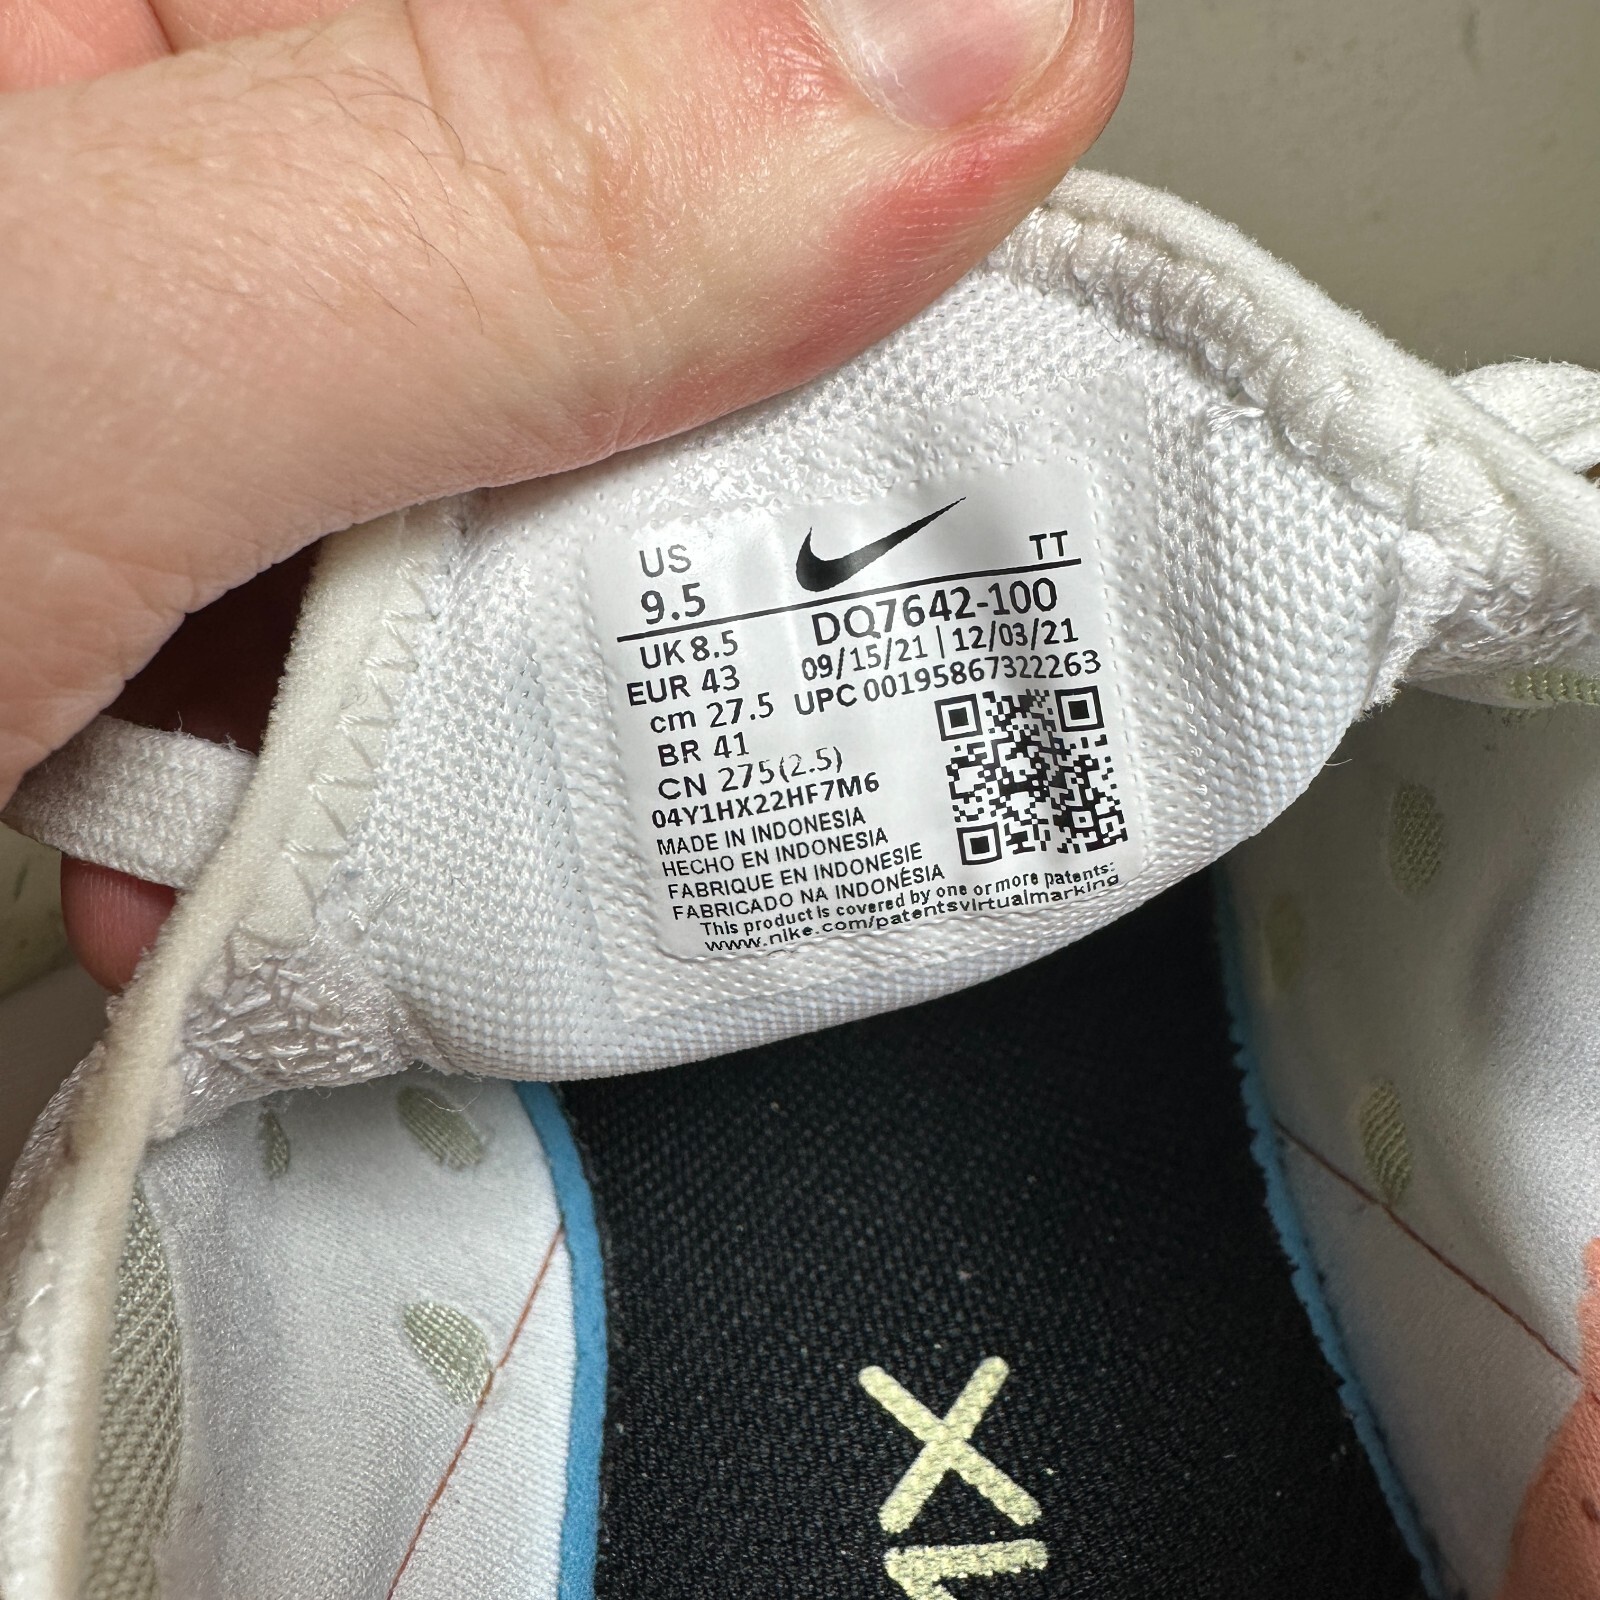 US
9.5
TT
DQ7642-100
UK 8.5
09/15/21 | 12/03/21
EUR 43
UPC 00195867322263
cm 27.5
BR 41
CN 275(2.5)
04Y1HX22HF7M6
MADE IN INDONESIA
HECHO EN INDONESIA
FABRIQUE EN INDONESIE
FABRICADO NA INDONÉSIA
This product is covered by one or more patents:
www.nike.com/patentsvirtualmarking